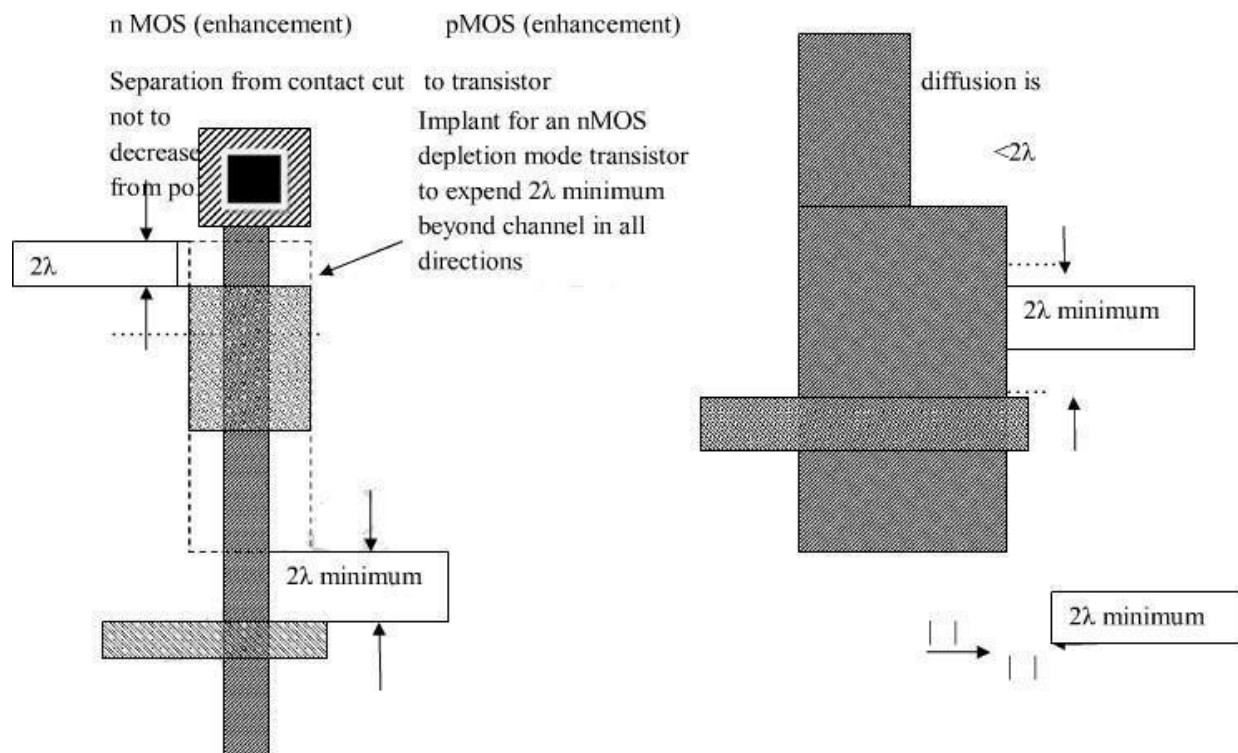 n MOS (enhancement) pMOS (enhancement)
Separation from contact cut to transistor
not to
decrease
from po
Implant for an nMOS
depletion mode transistor
to expend 2λ minimum
beyond channel in all
directions
diffusion is
<2λ
2λ
2λ minimum
2λ minimum
2λ minimum